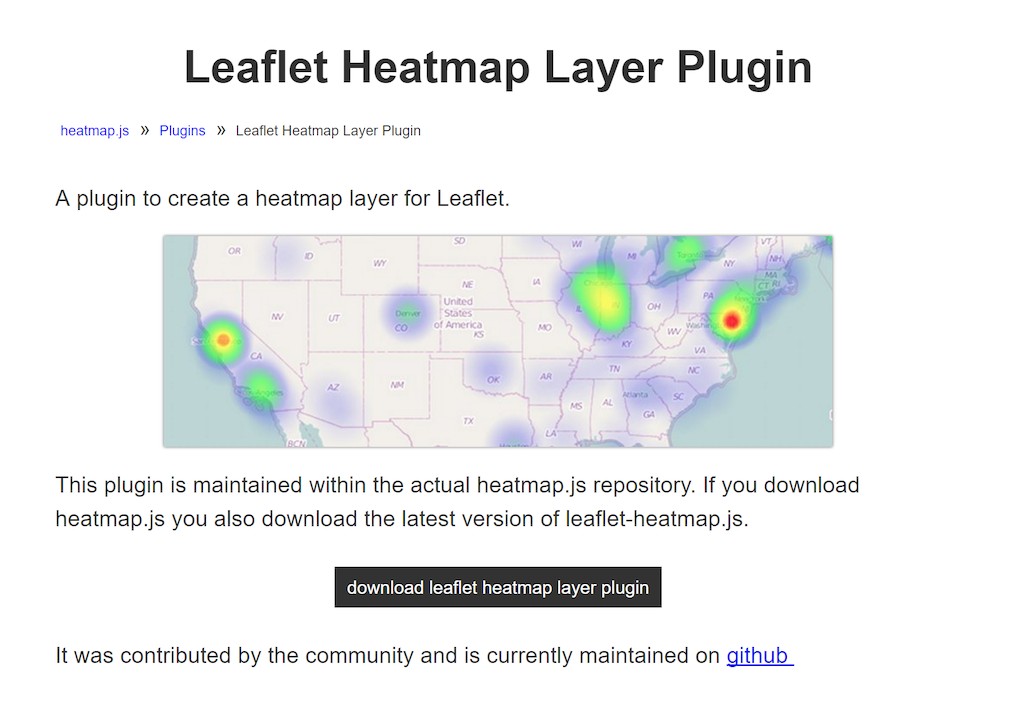 Leaflet Heatmap Layer Plugin
heatmap.js » Plugins » Leaflet Heatmap Layer Plugin
A plugin to create a heatmap layer for Leaflet.
SD
WI
VT
OR
ID
MI
Toronto
NH
WY
NY
MA
NE
IA
CT RI
PA
United
States
of America
Denver
CO
NV
UT
OH
MO
KS
WV
KY
VA
CA
TN
NC
OK
AR
AZ
NM
Atlanta
SC
MS
AL
GA
TX
LA
BCN
This plugin is maintained within the actual heatmap.js repository. If you download
heatmap.js you also download the latest version of leaflet-heatmap.js.
download leaflet heatmap layer plugin
It was contributed by the community and is currently maintained on github